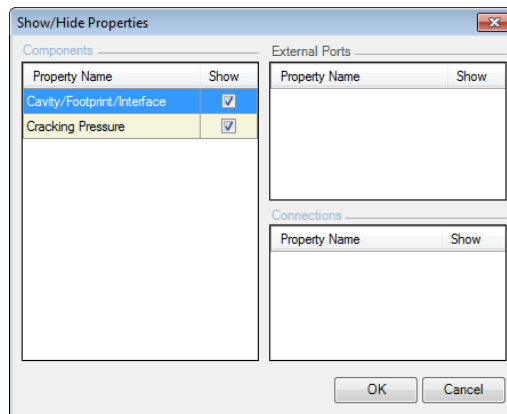 Show/Hide Properties
Components
Property Name Show
Cavity/Footprint/Interface
Cracking Pressure
External Ports
Property Name Show
Connections
Property Name Show
OK Cancel